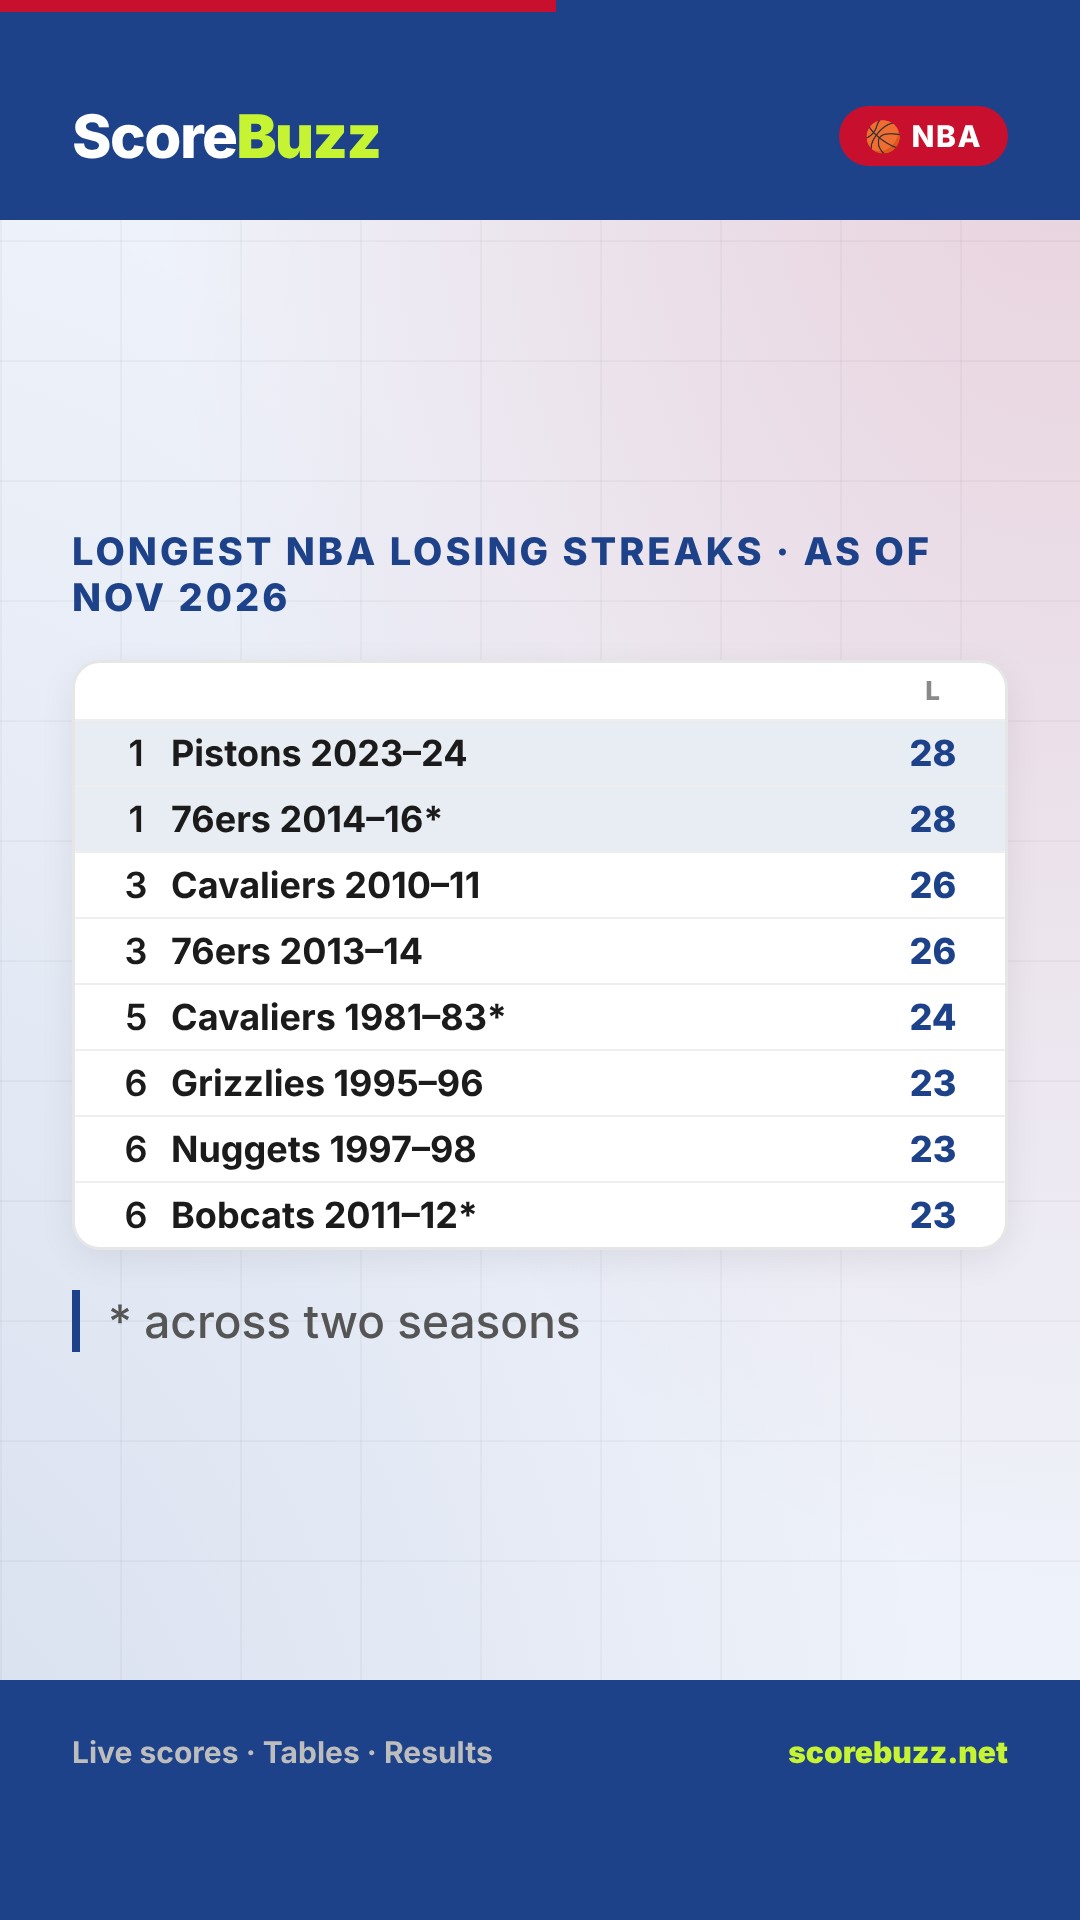 ScoreBuzz
🏀 NBA
LONGEST NBA LOSING STREAKS · AS OF
NOV 2026
L
1 Pistons 2023–24 28
1 76ers 2014–16* 28
3 Cavaliers 2010–11 26
3 76ers 2013–14 26
5 Cavaliers 1981–83* 24
6 Grizzlies 1995–96 23
6 Nuggets 1997–98 23
6 Bobcats 2011–12* 23
* across two seasons
Live scores · Tables · Results
scorebuzz.net